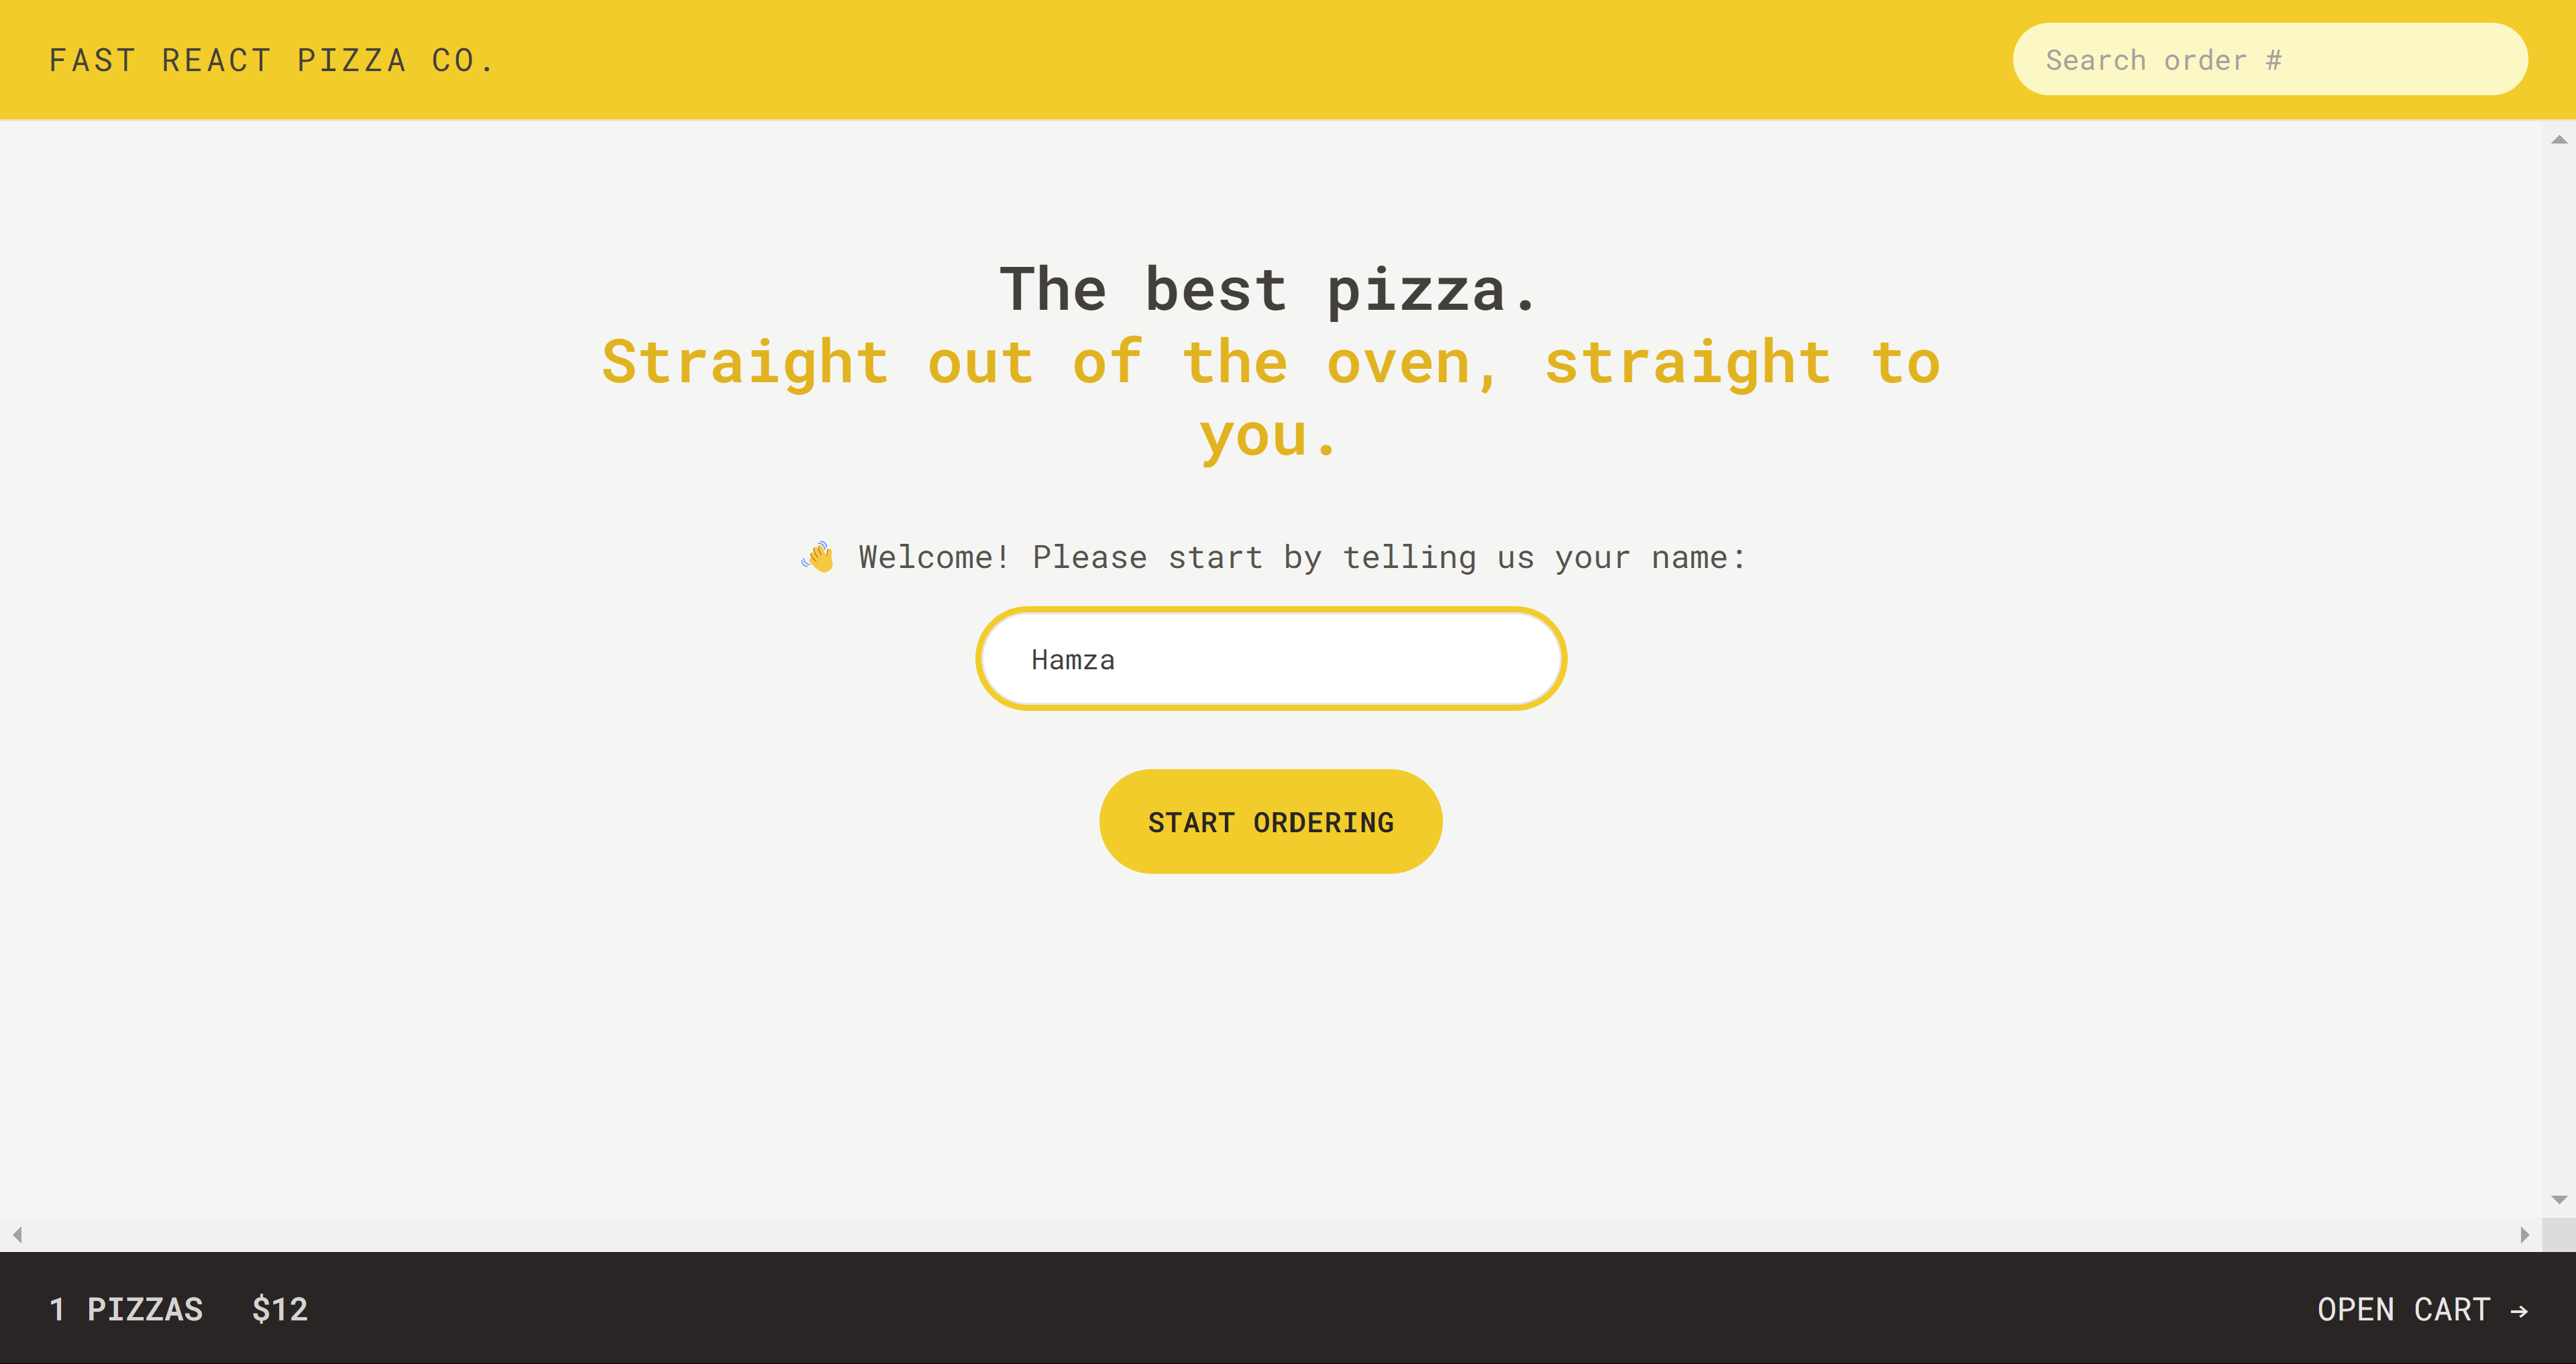 FAST REACT PIZZA CO.
Search order #
The best pizza.
Straight out of the oven, straight to
you.
👋 Welcome! Please start by telling us your name:
Hamza
START ORDERING
1 PIZZAS $12
OPEN CART →